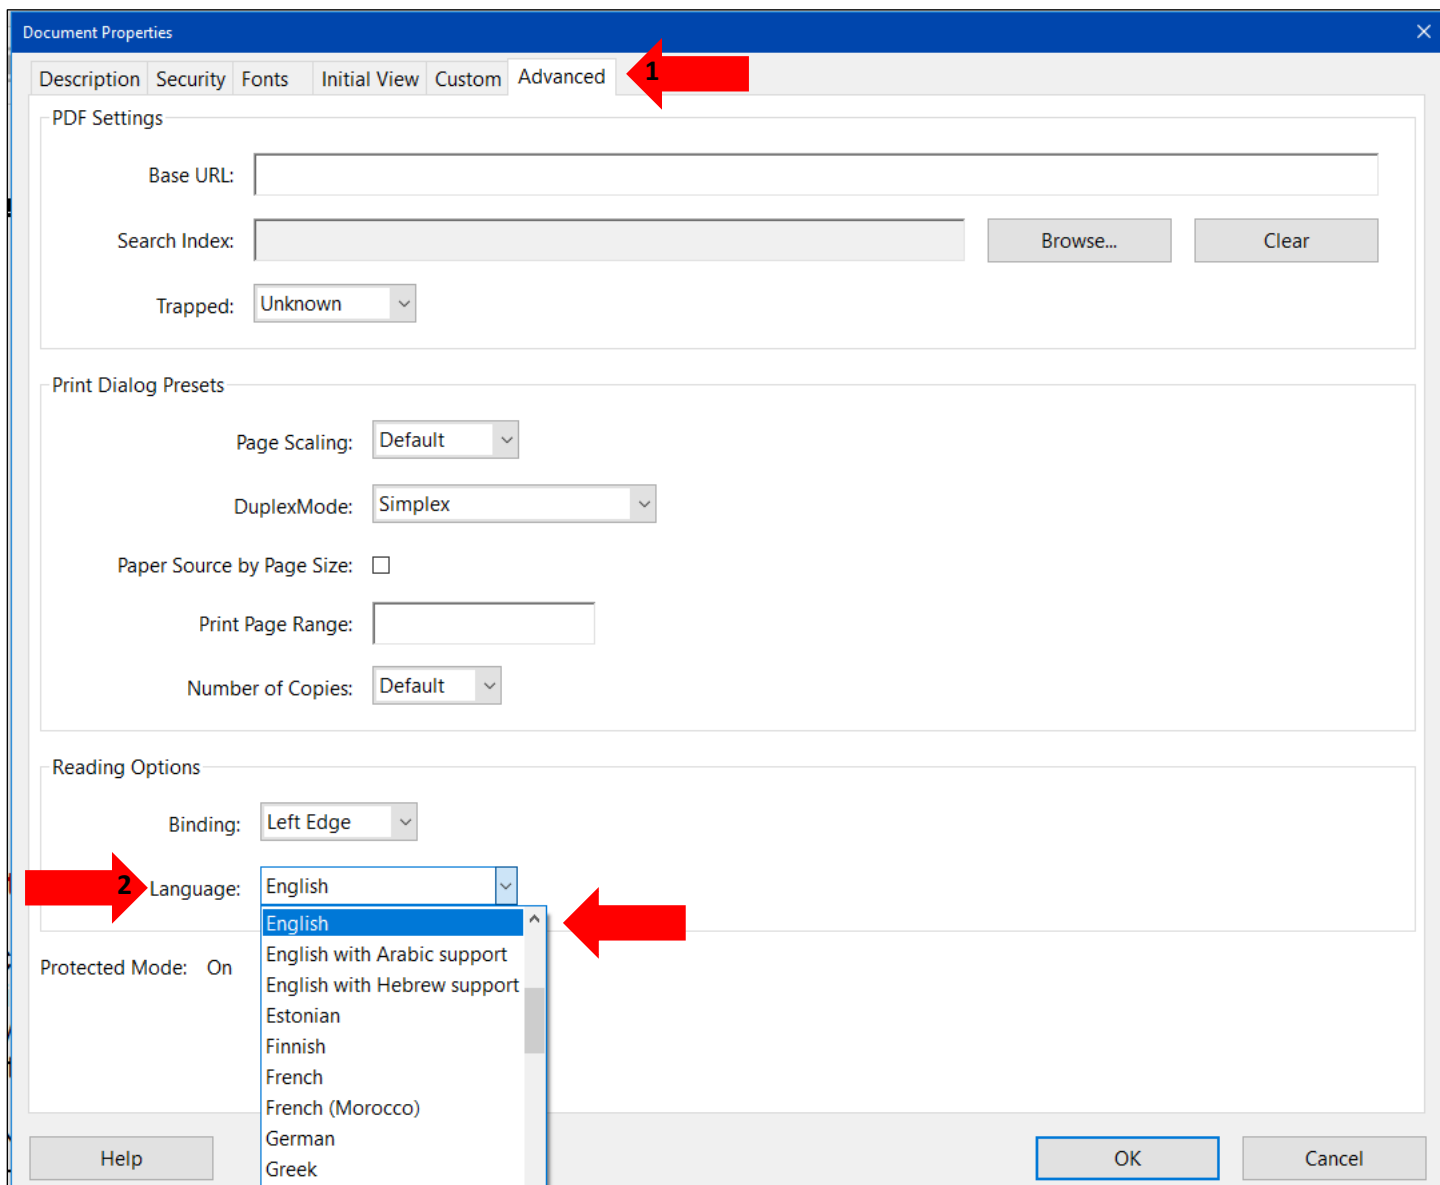 Document Properties
Description Security Fonts Initial View Custom Advanced 1
PDF Settings
Base URL:
Search Index: Browse... Clear
Trapped: Unknown
Print Dialog Presets
Page Scaling: Default
DuplexMode: Simplex
Paper Source by Page Size:
Print Page Range:
Number of Copies: Default
Reading Options
Binding: Left Edge
2 Language: English
English
English with Arabic support
English with Hebrew support
Protected Mode: On
Estonian
Finnish
French
French (Morocco)
German
Greek
Help OK Cancel